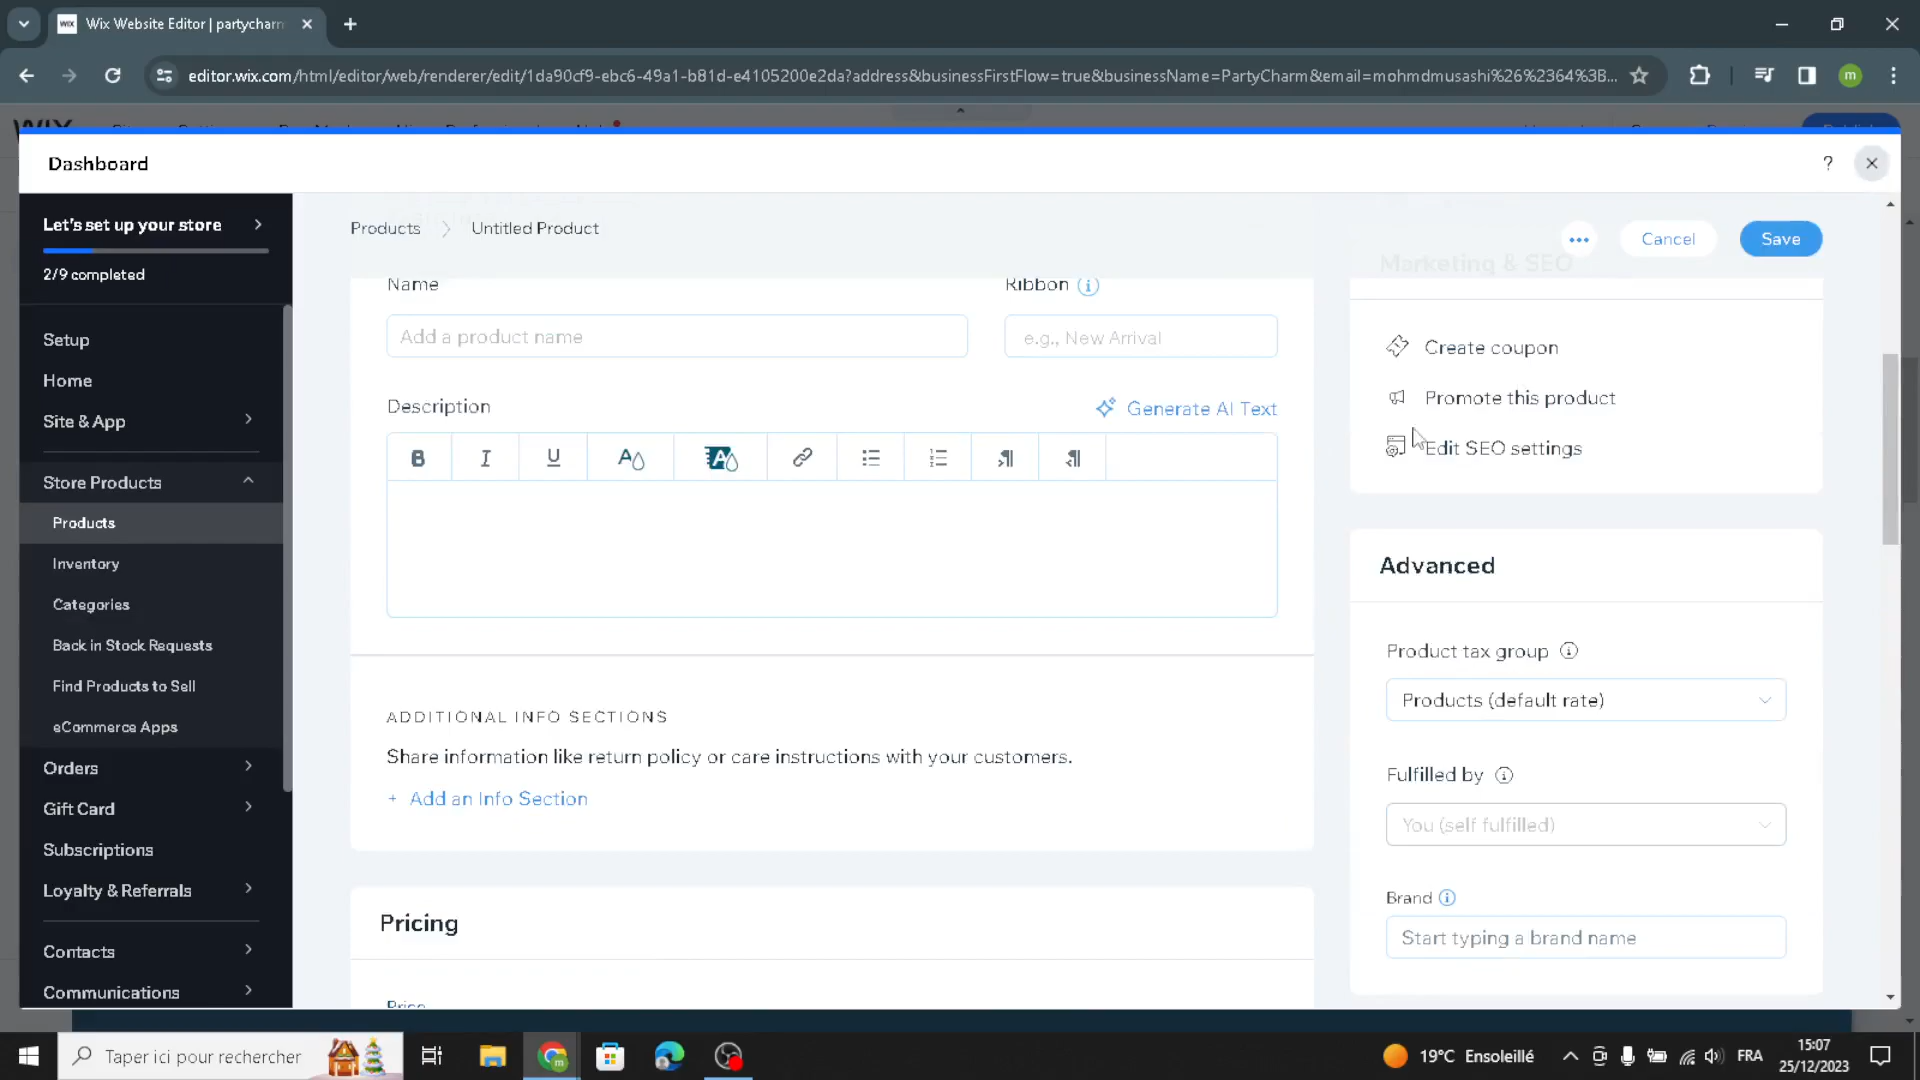 Wix Website Editor | partycharm
editor.wix.com/html/editor/web/renderer/edit/1da90cf9-ebc6-49a1-b81d-e4105200e2da?address&businessFirstFlow=true&businessName=PartyCharm&email=mohmdmusashi%26%2364%3B...
m
Dashboard
?
Let's set up your store
2/9 completed
Setup
Home
Site & App
Store Products
Products
Inventory
Categories
Back in Stock Requests
Find Products to Sell
eCommerce Apps
Orders
Gift Card
Subscriptions
Loyalty & Referrals
Contacts
Communications
Products
Untitled Product
Cancel
Save
Name
Ribbon
Add a product name
e.g., New Arrival
Description
Generate AI Text
B I U A A
ADDITIONAL INFO SECTIONS
Share information like return policy or care instructions with your customers.
+ Add an Info Section
Pricing
Price
Marketing & SEO
Create coupon
Promote this product
Edit SEO settings
Advanced
Product tax group
Products (default rate)
Fulfilled by
You (self fulfilled)
Brand
Start typing a brand name
Taper ici pour rechercher
19°C Ensoleillé
FRA
15:07
25/12/2023